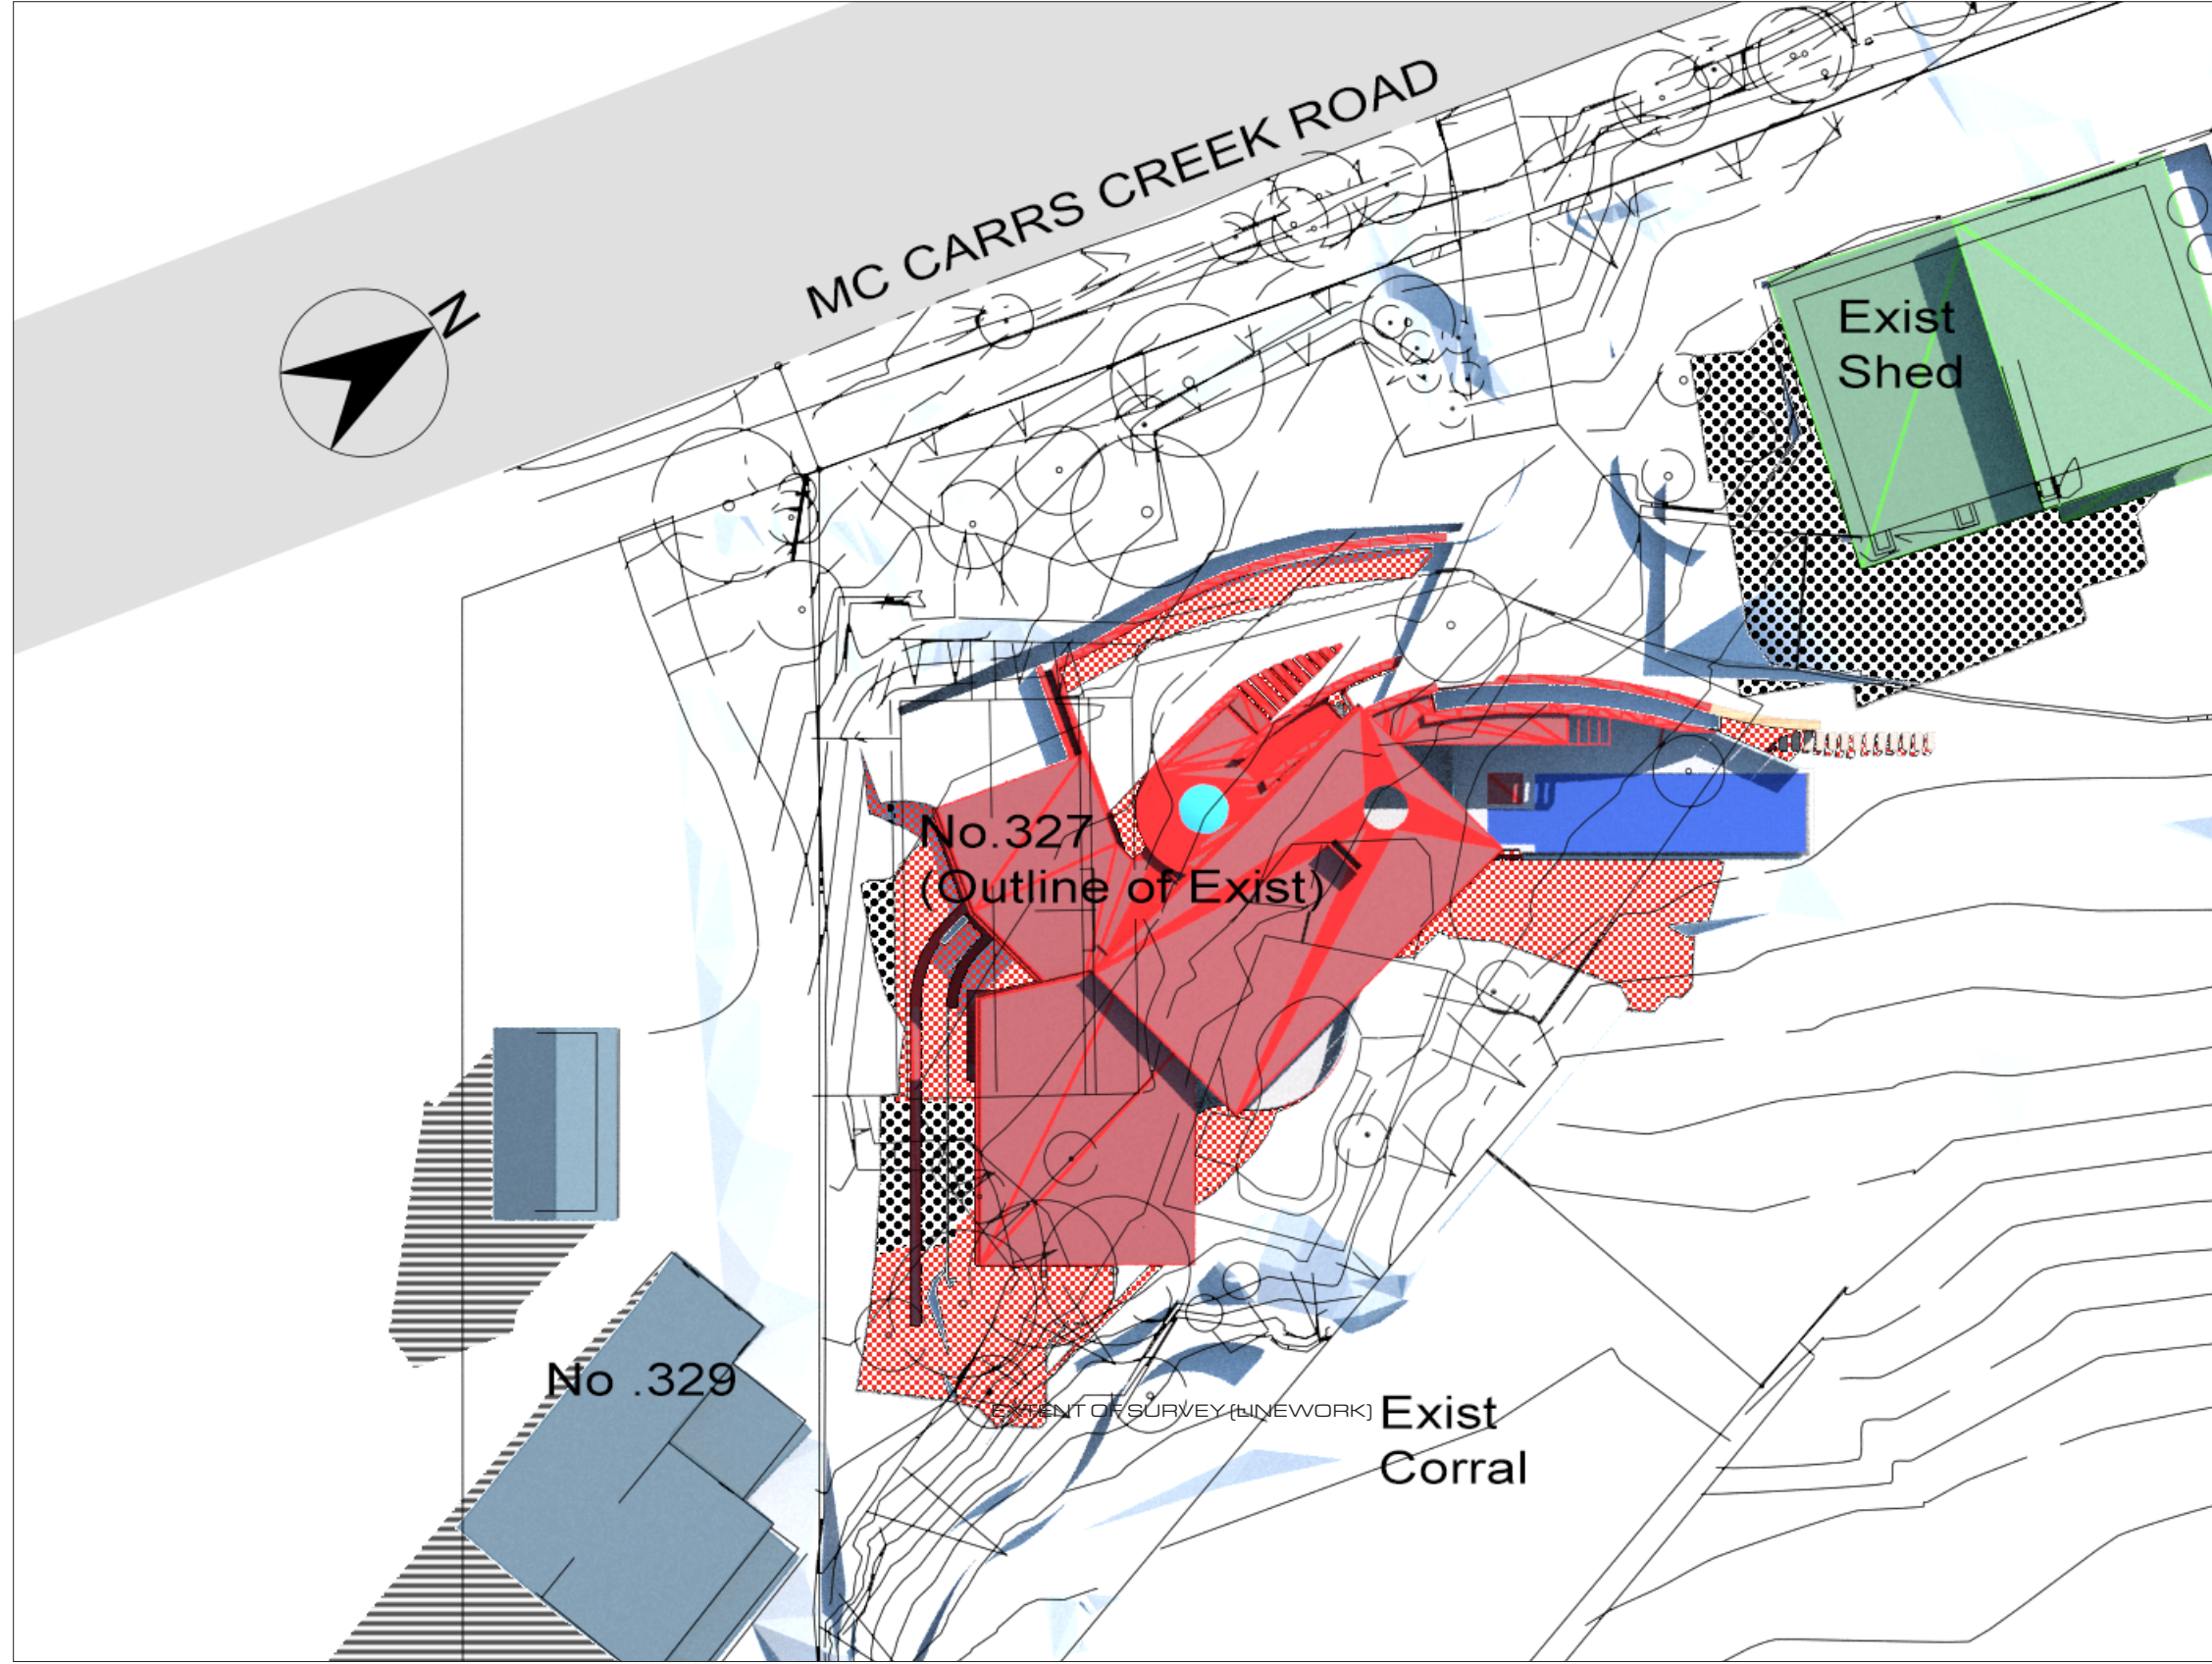 MC CARRS CREEK ROAD
N
Exist
Shed
No.327
(Outline of Exist)
No .329
EXTENT OF SURVEY (LINEWORK)
Exist
Corral